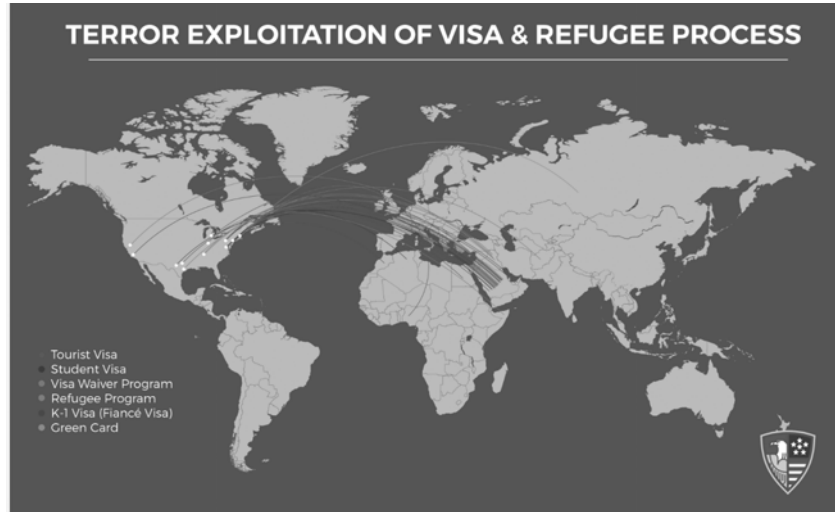 TERROR EXPLOITATION OF VISA & REFUGEE PROCESS
Tourist Visa
Student Visa
Visa Waiver Program
Refugee Program
K-1 Visa (Fiancé Visa)
Green Card